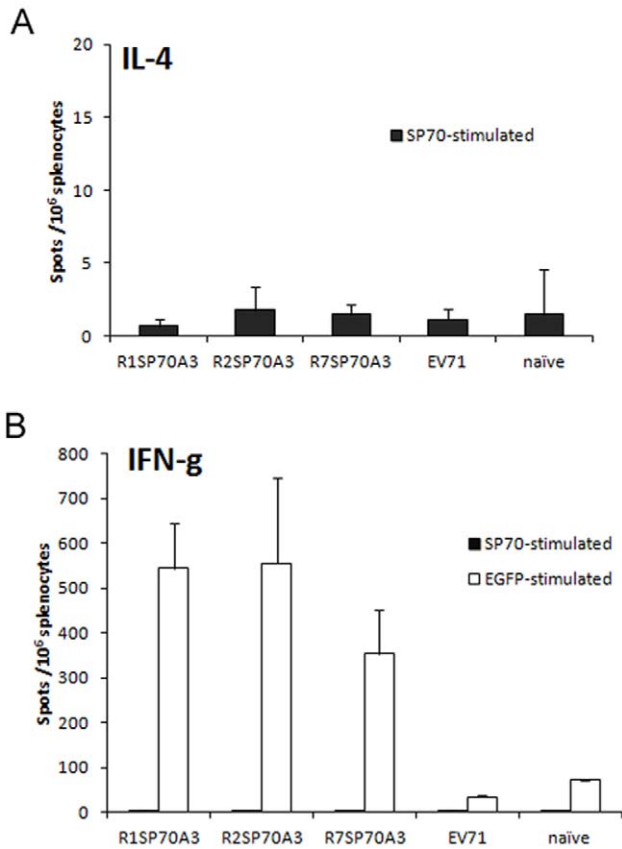 A
IL-4
Spots /10⁶ splenocytes
20
15
10
5
0
SP70-stimulated
R1SP70A3 R2SP70A3 R7SP70A3 EV71 naïve
B
IFN-g
Spots /10⁶ splenocytes
800
700
600
500
400
300
200
100
0
SP70-stimulated
EGFP-stimulated
R1SP70A3 R2SP70A3 R7SP70A3 EV71 naïve